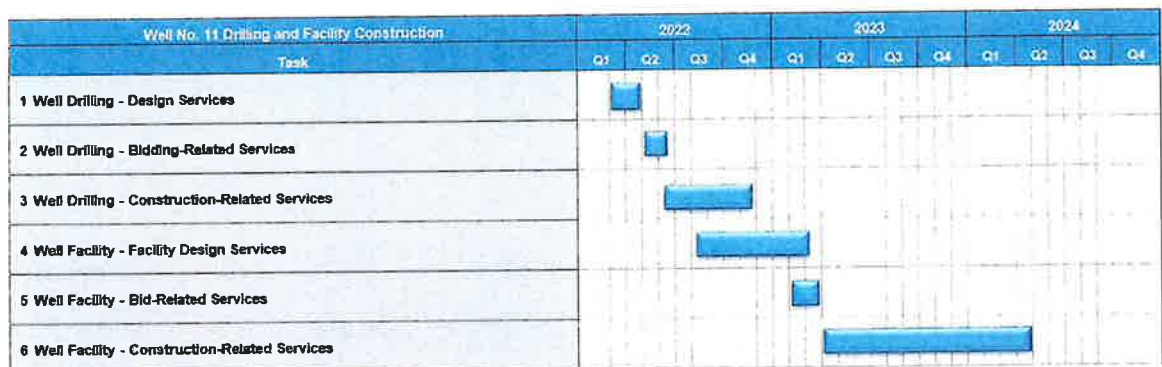 Well No. 11 Drilling and Facility Construction 2022 2023 2024
Task Q1 Q2 Q3 Q4 Q1 Q2 Q3 Q4 Q1 Q2 Q3 Q4
1 Well Drilling - Design Services
2 Well Drilling - Bidding-Related Services
3 Well Drilling - Construction-Related Services
4 Well Facility - Facility Design Services
5 Well Facility - Bid-Related Services
6 Well Facility - Construction-Related Services